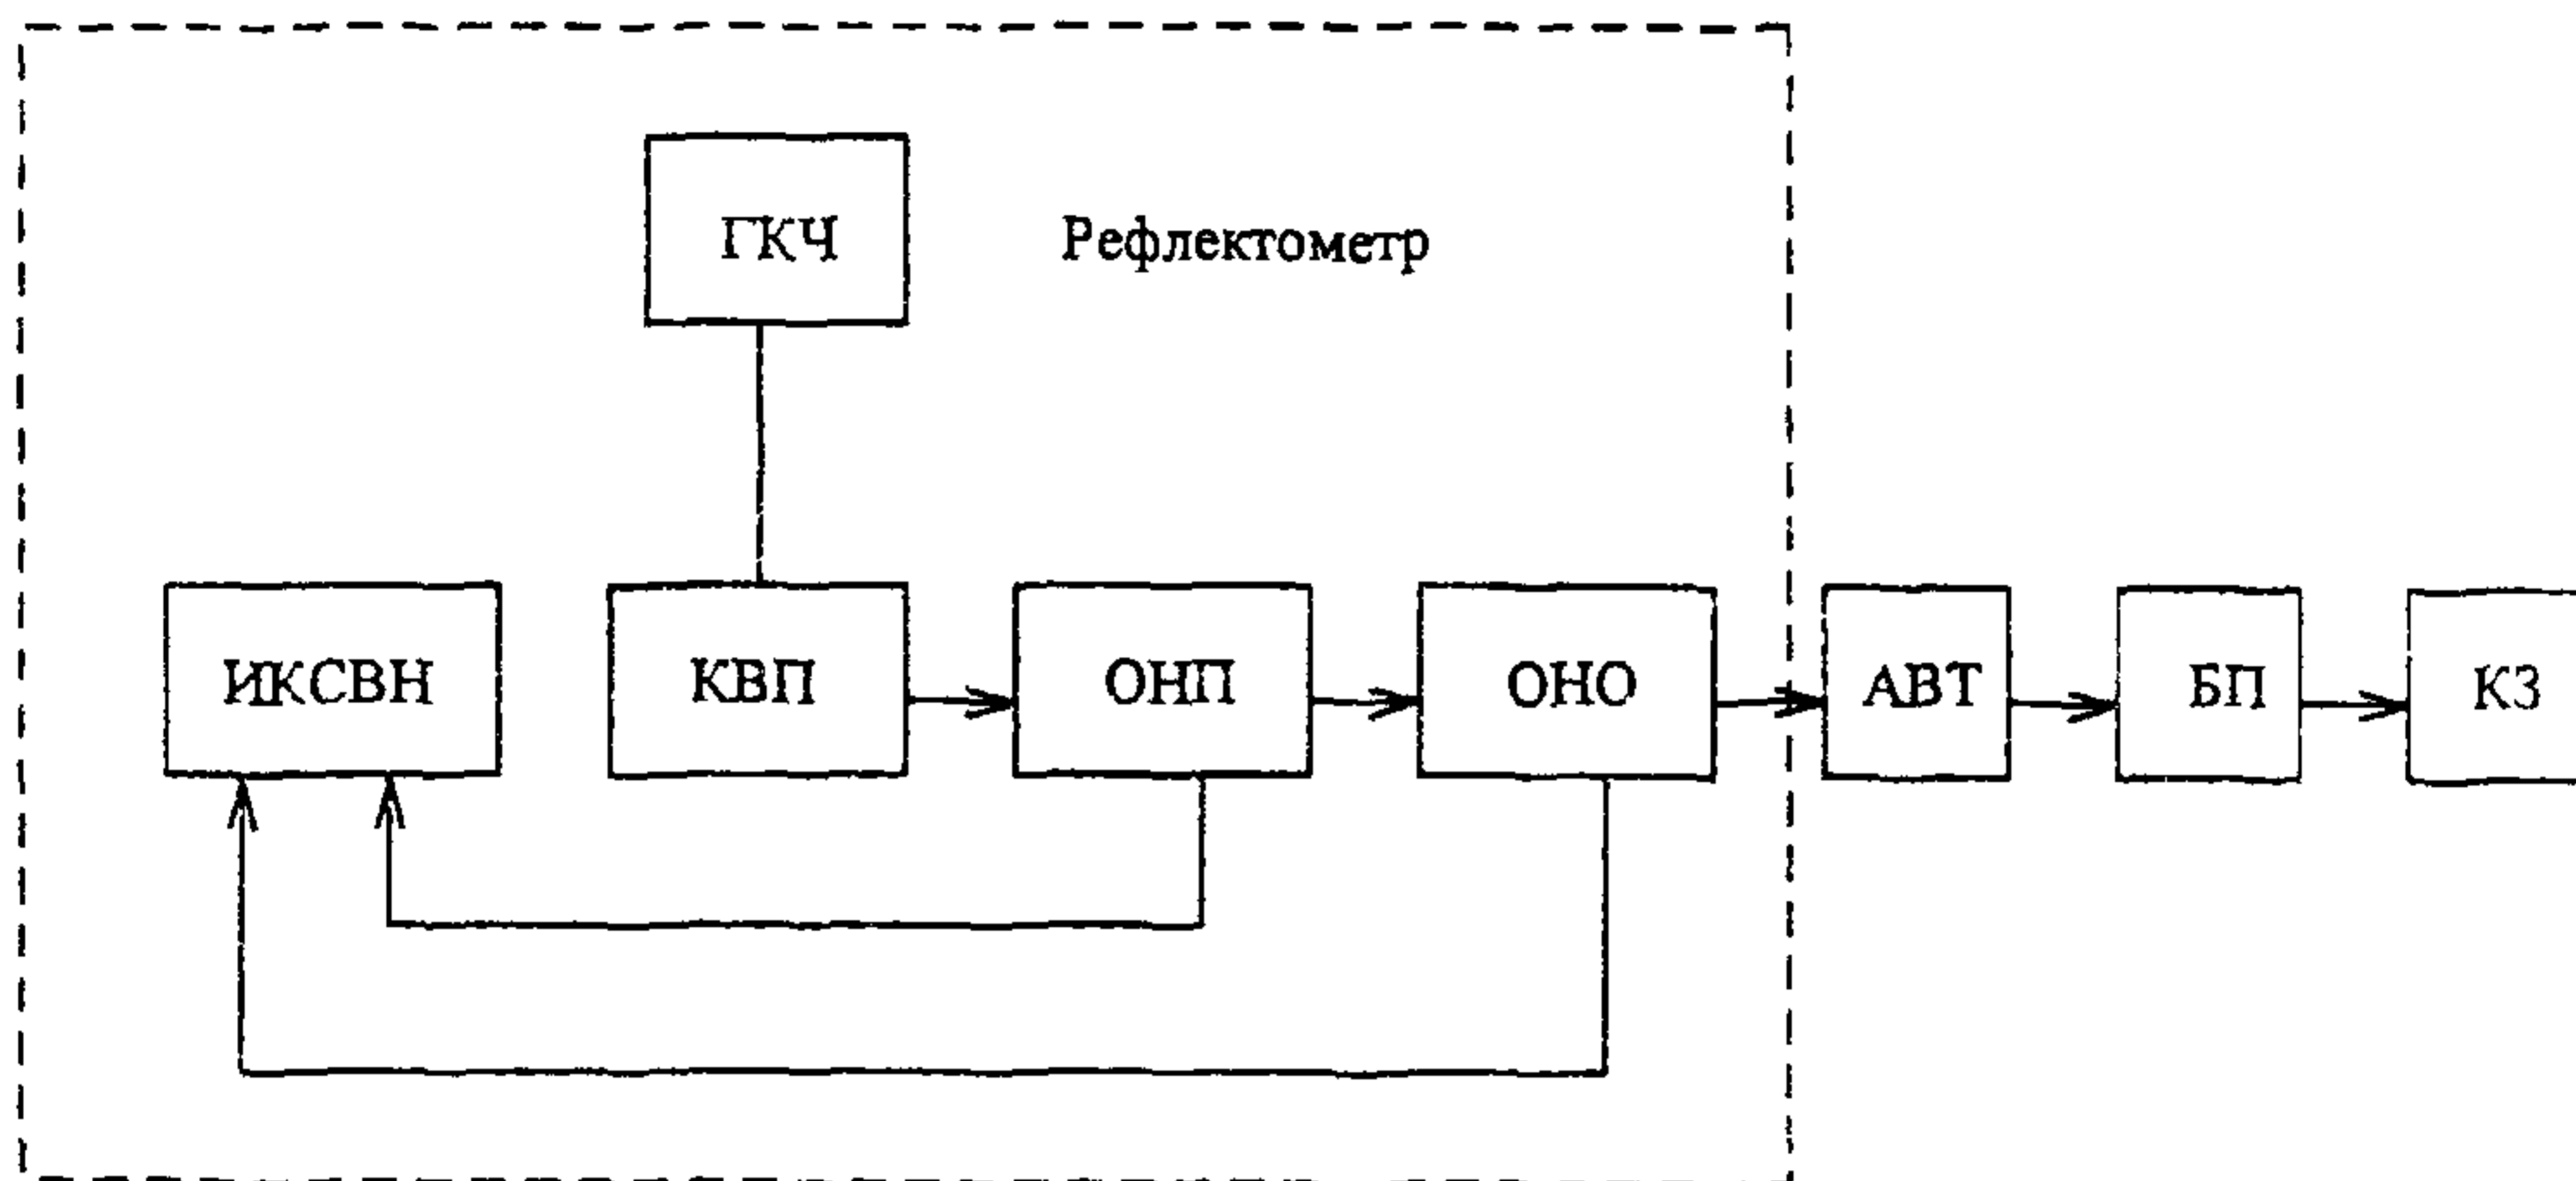 ГКЧ
Рефлектометр
ИКСВН
КВП
ОНП
ОНО
АВТ
БП
КЗ